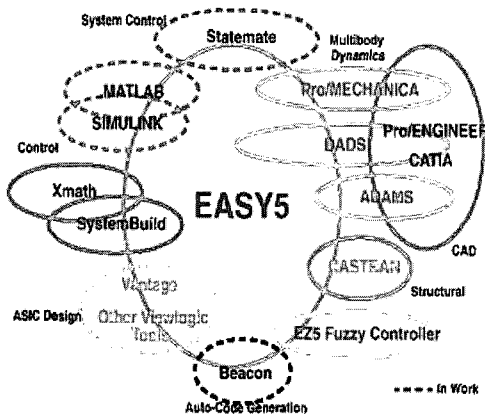 System Control
Statemate
Multibody
Dynamics
MATLAB
SIMULINK
Pro/MECHANICA
Pro/ENGINEER
DADS
CATIA
Control
Xmath
SystemBuild
EASY5
ADAMS
CAD
CASTEAN
Structural
Vantage
ASIC Design
Other Viewlogic
Tools
EZ5 Fuzzy Controller
Beacon
Auto-Code Generation
In Work